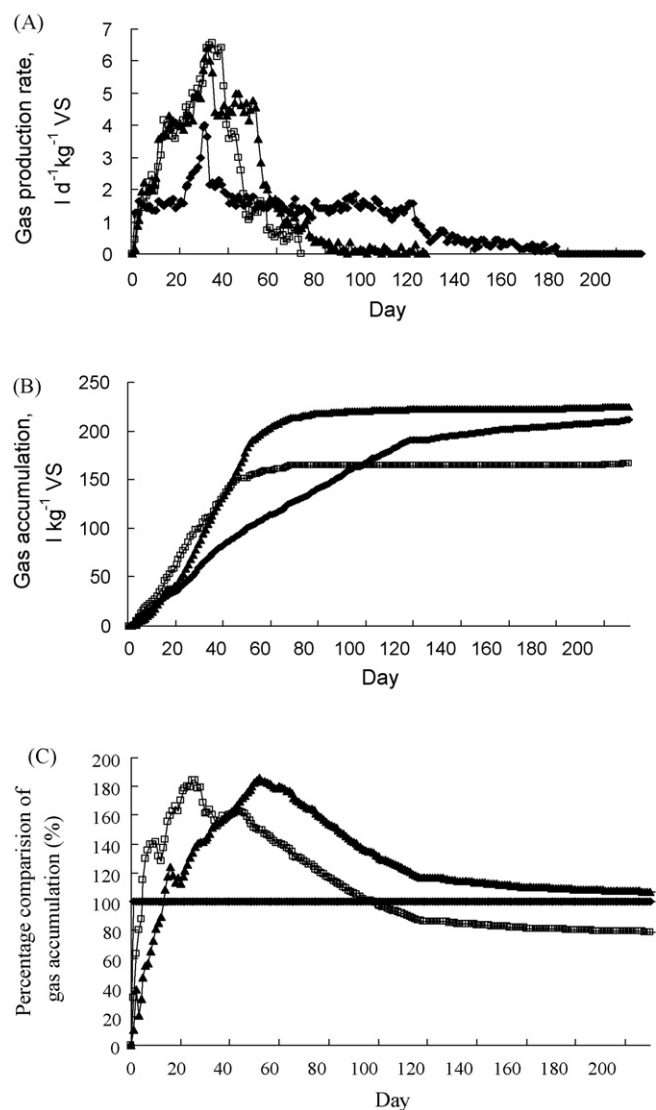 (A)
Gas production rate,
l d⁻¹kg⁻¹ VS
7
6
5
4
3
2
1
0
0 20 40 60 80 100 120 140 160 180 200
Day
(B)
Gas accumulation,
l kg⁻¹ VS
250
200
150
100
50
0
0 20 40 60 80 100 120 140 160 180 200
Day
(C)
Percentage comparision of
gas accumulation (%)
200
180
160
140
120
100
80
60
40
20
0
0 20 40 60 80 100 120 140 160 180 200
Day